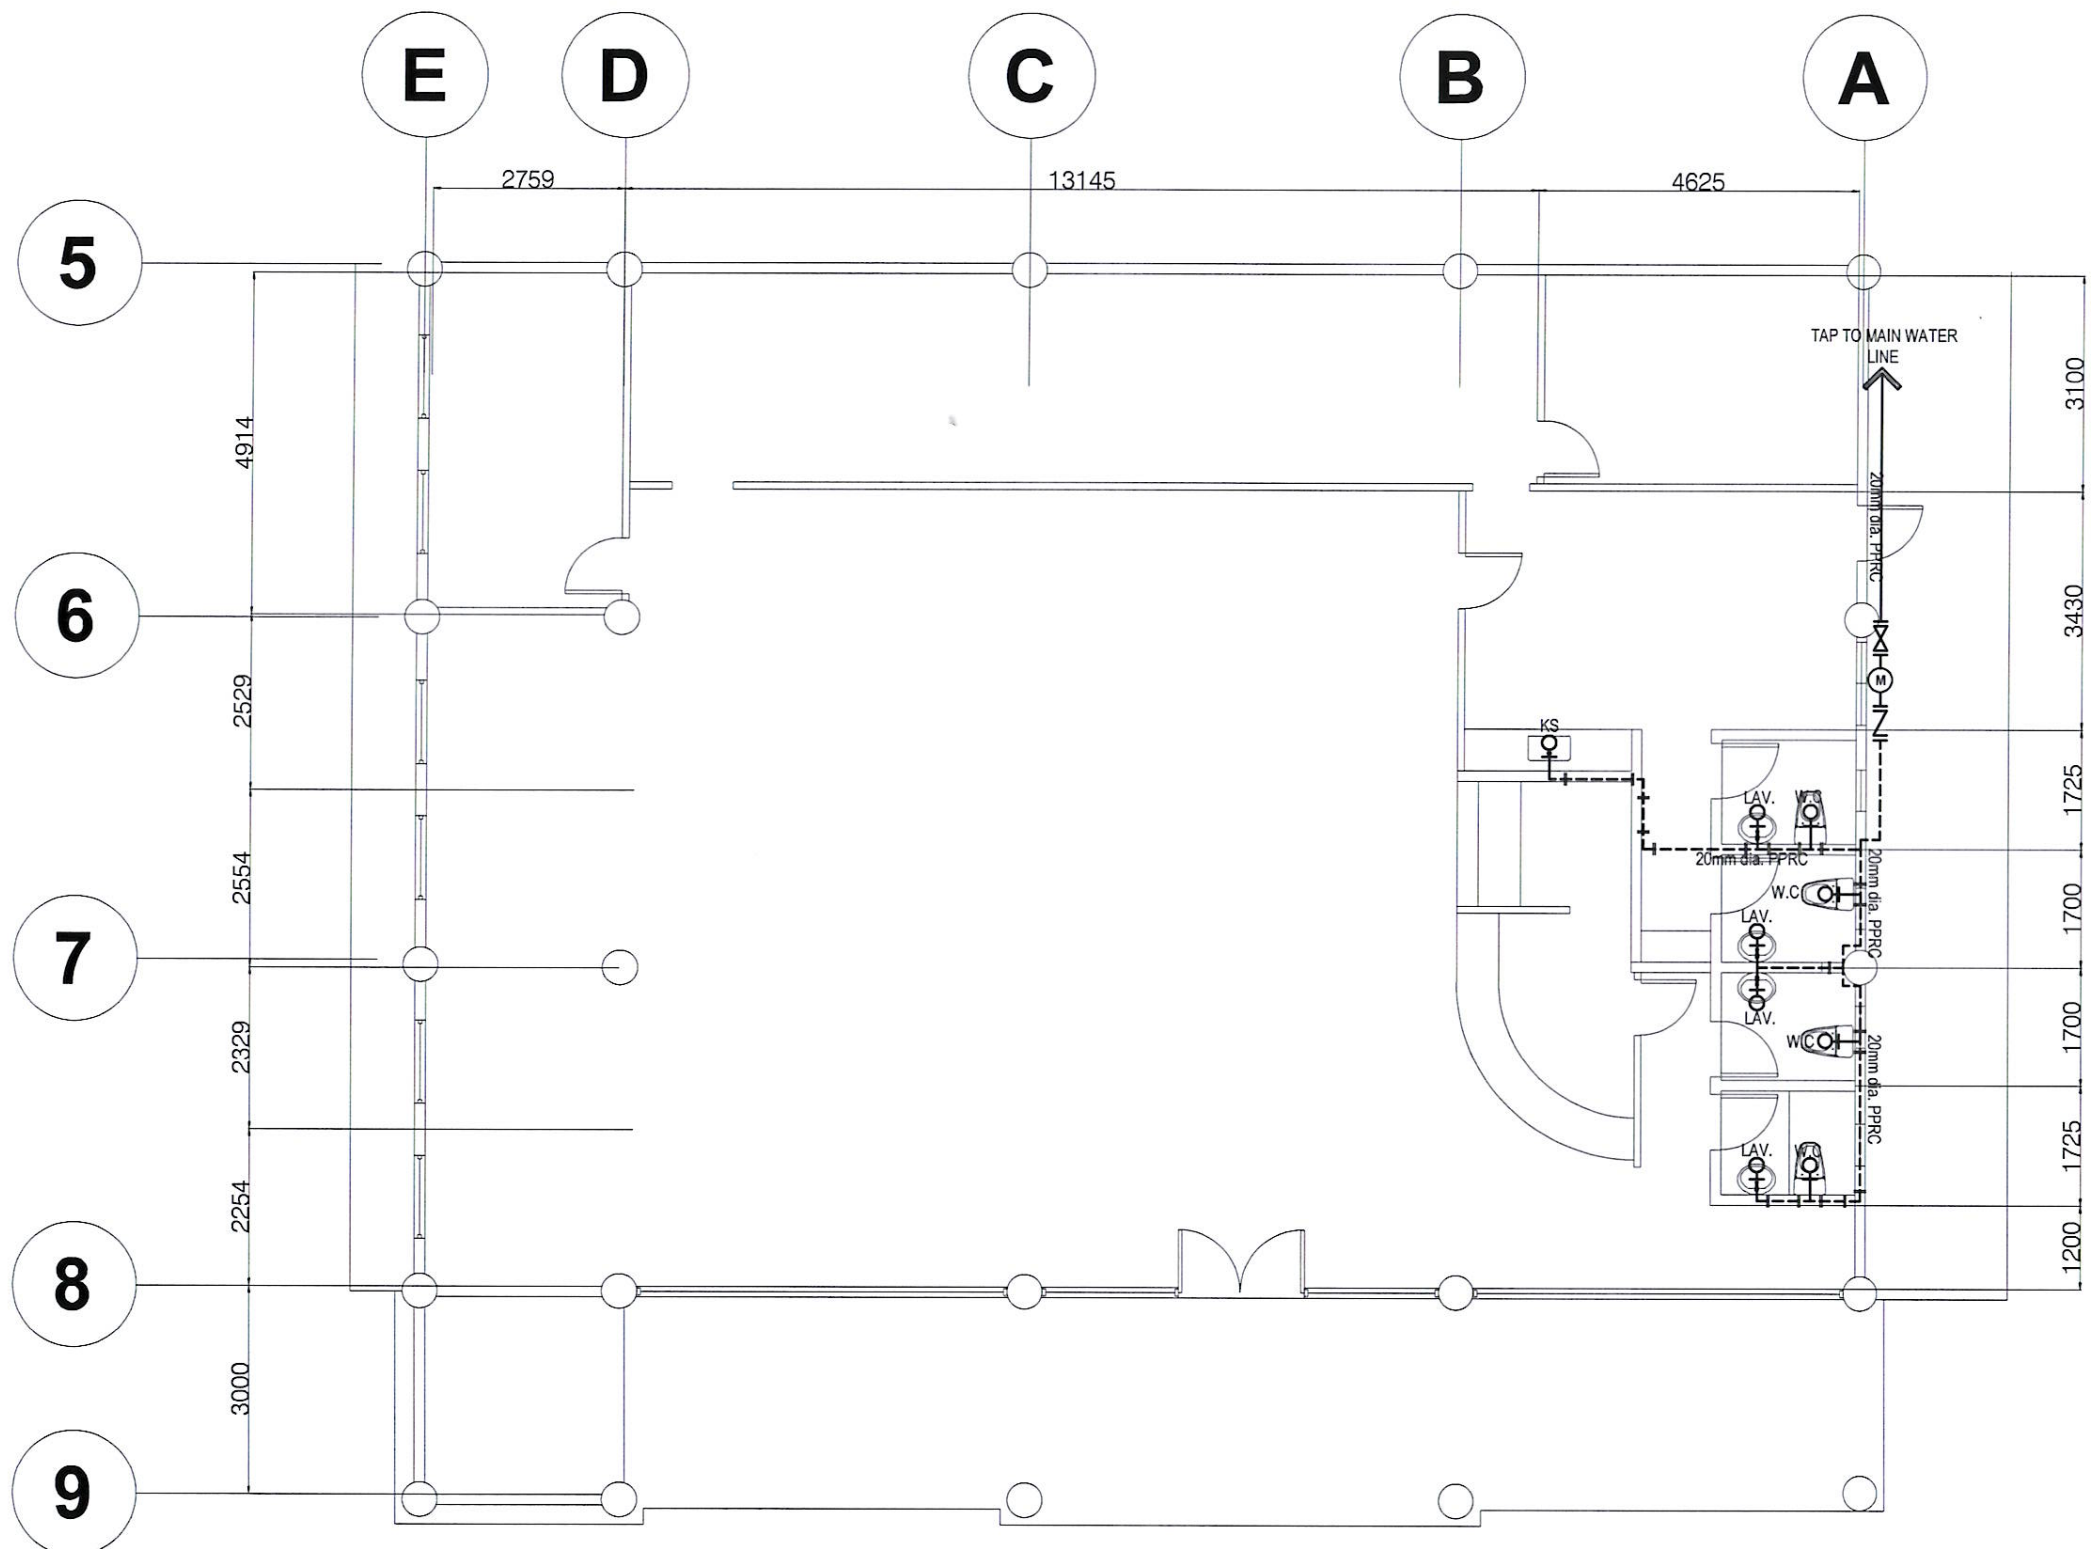 E
D
C
B
A
2759
13145
4625
5
TAP TO MAIN WATER
LINE
3100
4914
20mm dia. PPRC
6
3430
M
2529
KS
1725
LAV.
W.C
20mm dia. PPRC
20mm dia. PPRC
2554
W.C
1700
LAV.
7
LAV.
1700
2329
W.C
20mm dia. PPRC
1725
LAV.
W.C
2254
1200
8
3000
9